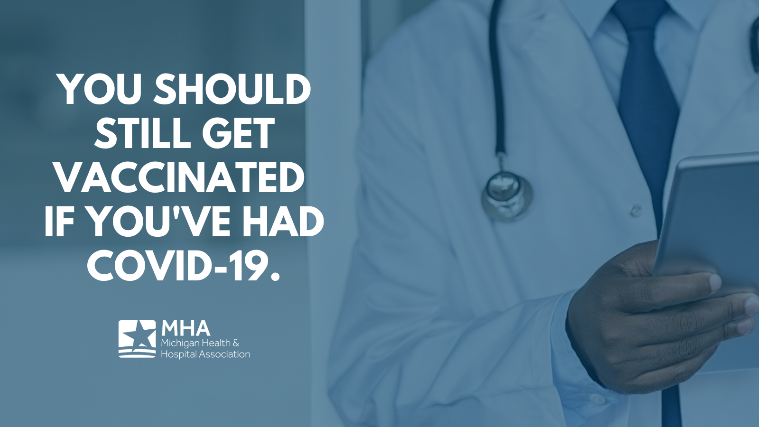 YOU SHOULD
STILL GET
VACCINATED
IF YOU'VE HAD
COVID-19.
MHA
Michigan Health &
Hospital Association